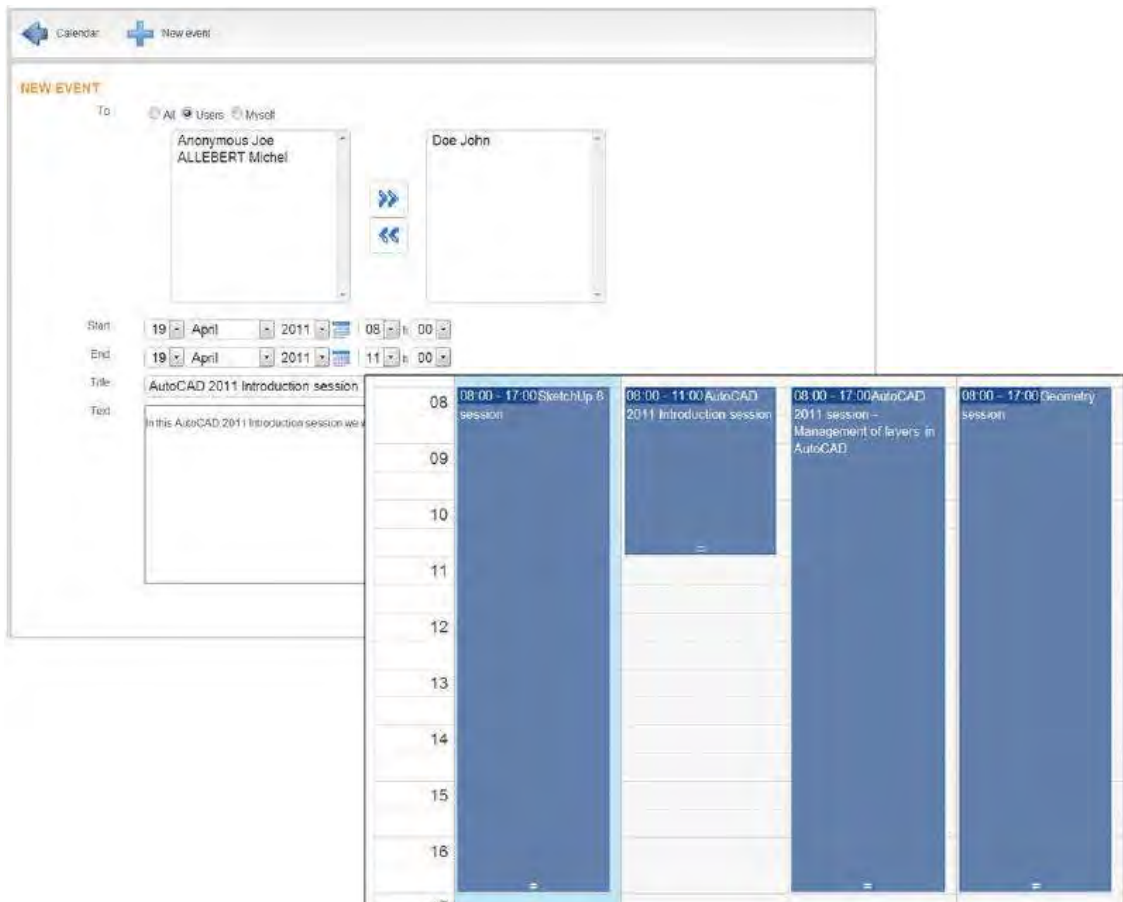 Calendar New event
NEW EVENT
To All Users Myself
Anonymous Joe
ALLEBERT Michel
Doe John
Start 19 April 2011 08 h 00
End 19 April 2011 11 h 00
Title AutoCAD 2011 Introduction session
Text
In this AutoCAD 2011 Introduction session we
08
09
10
11
12
13
14
15
16
08:00 - 17:00 SketchUp 8
session
08:00 - 11:00 AutoCAD
2011 Introduction session
08:00 - 17:00 AutoCAD
2011 session -
Management of layers in
AutoCAD
08:00 - 17:00 Geometry
session